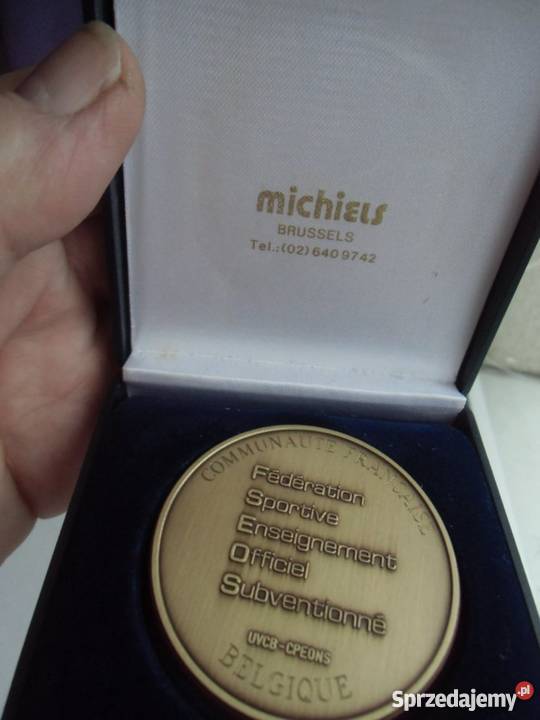 michiels
BRUSSELS
Tel.:(02)640 9742
COMMUNAUTE FRANÇAISE
Fédération
Sportive
Enseignement
Officiel
Subventionné
UVCB-CPEONS
BELGIQUE
Sprzedajemy.pl